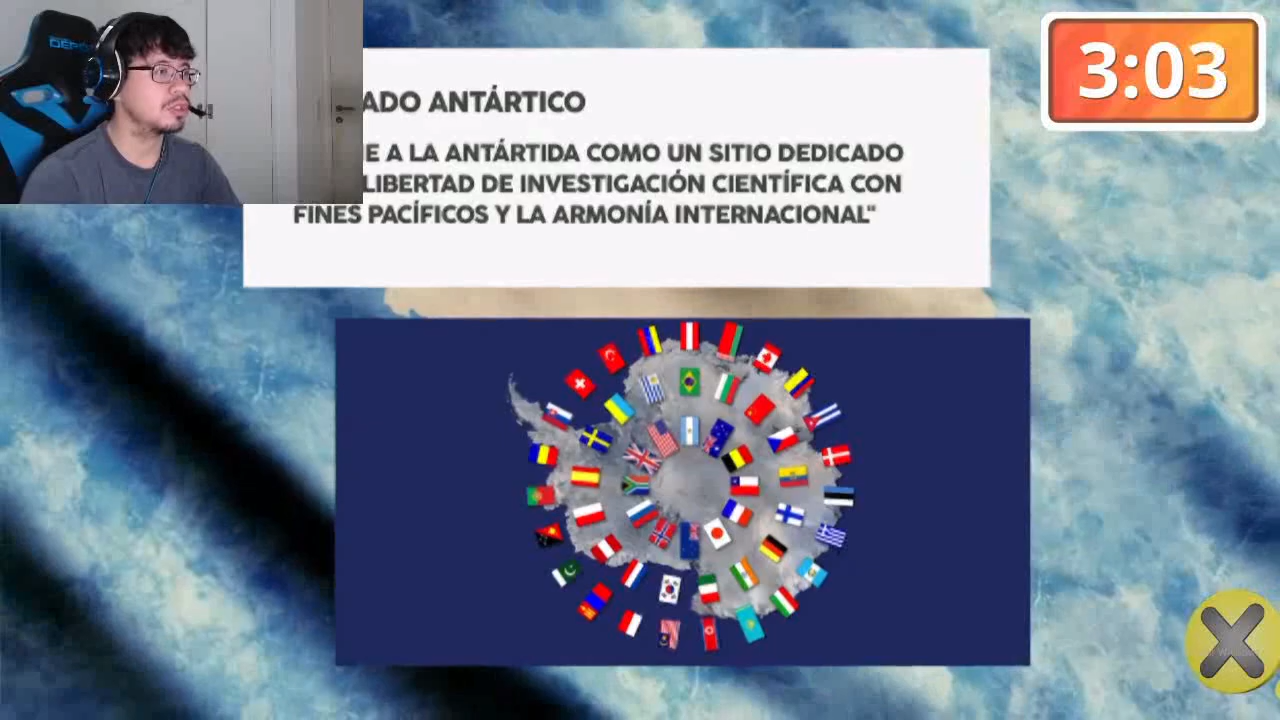 3:03
ADO ANTÁRTICO
E A LA ANTÁRTIDA COMO UN SITIO DEDICADO
LIBERTAD DE INVESTIGACIÓN CIENTÍFICA CON
FINES PACÍFICOS Y LA ARMONÍA INTERNACIONAL"